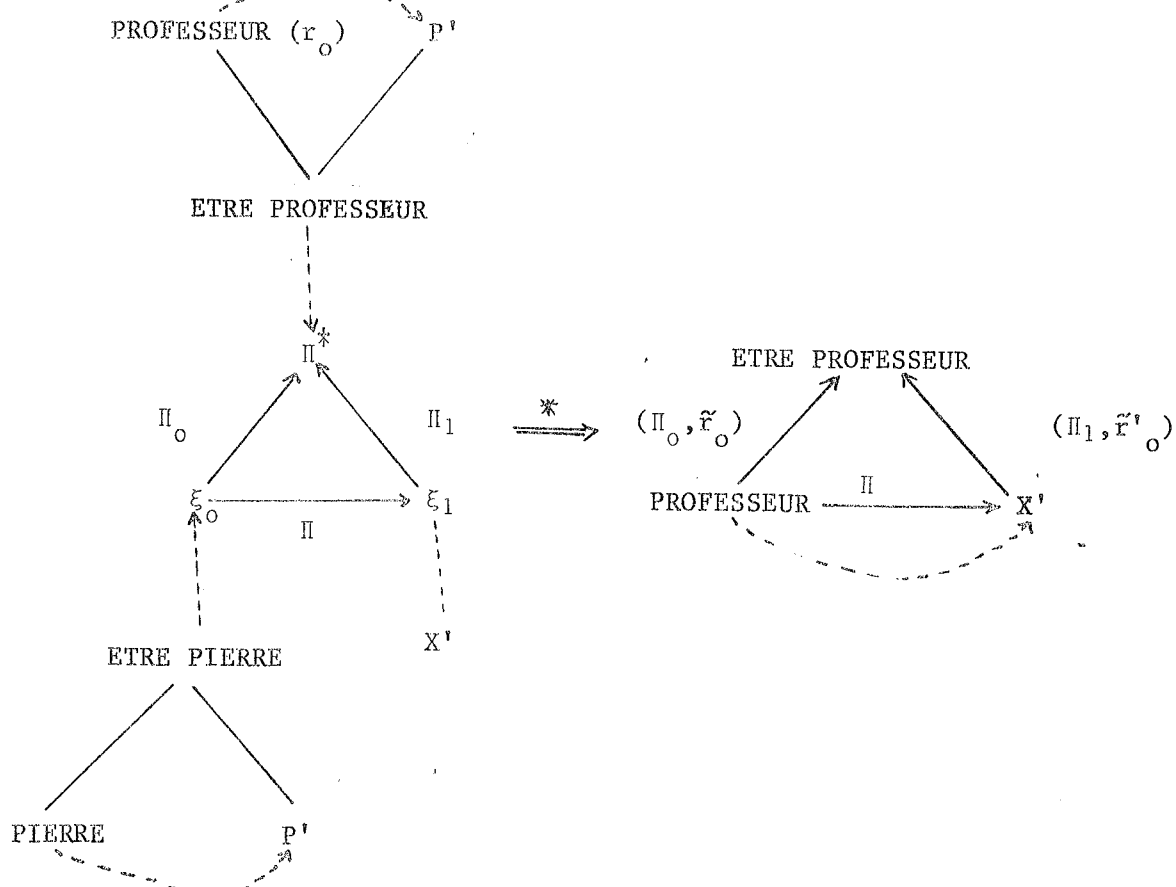 PROFESSEUR (r_o) P'
ETRE PROFESSEUR
Π*
ETRE PROFESSEUR
Π_o Π_1 * (Π_o, r̃_o) (Π_1, r̃'_o)
ξ_o Π ξ_1 PROFESSEUR Π X'
X'
ETRE PIERRE
PIERRE P'